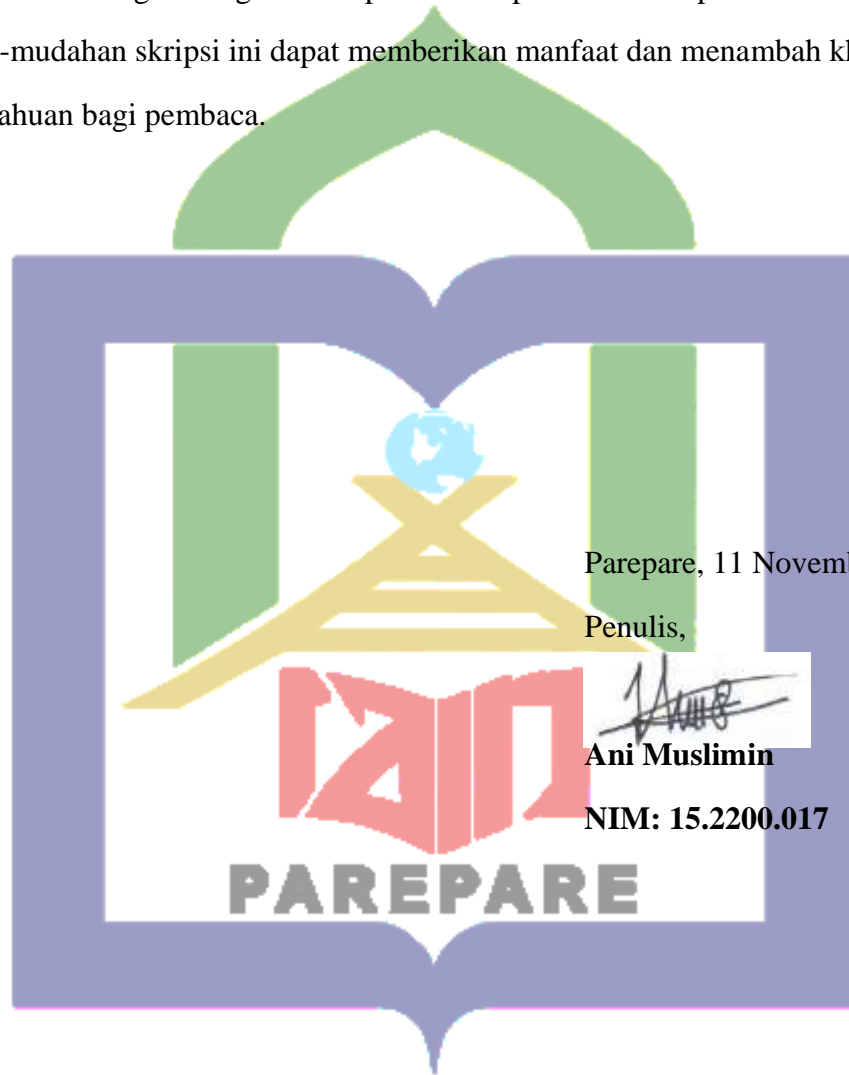 -mudahan skripsi ini dapat memberikan manfaat dan menambah
ahuan bagi pembaca.
Parepare, 11 Novemb
Penulis,
Ani Muslimin
NIM: 15.2200.017
iain
PAREPARE